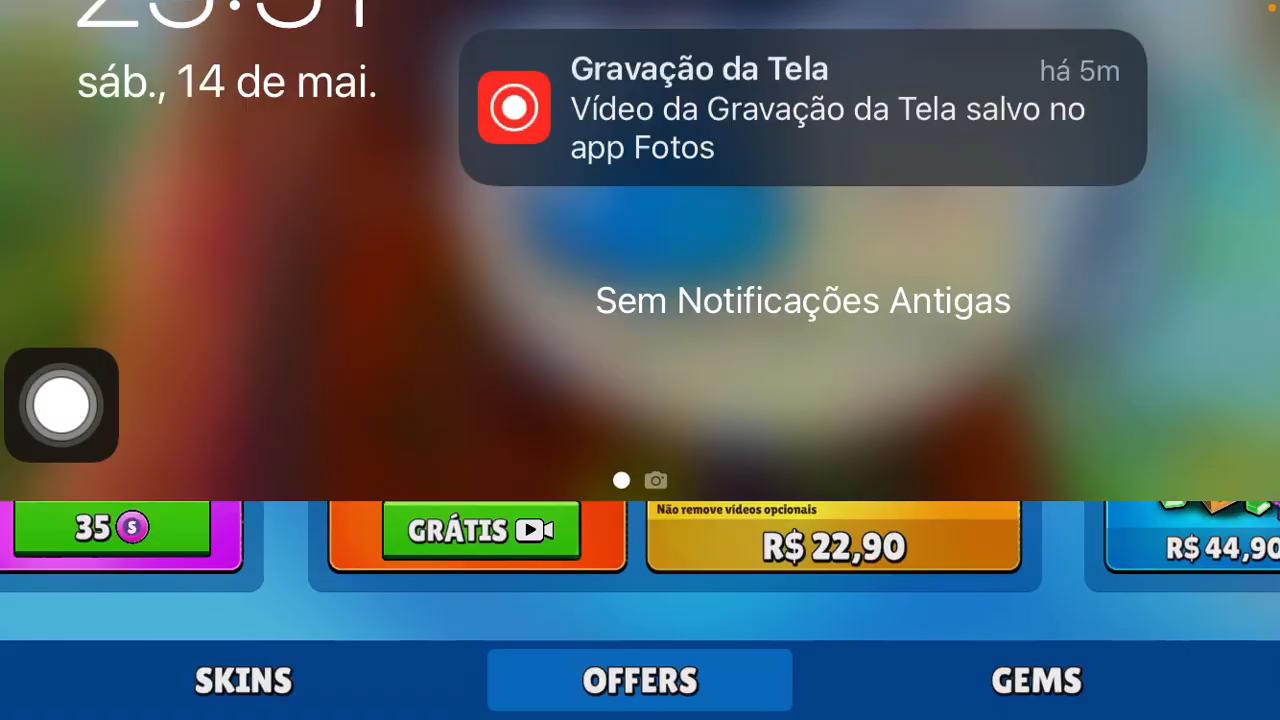 sáb., 14 de mai.
Gravação da Tela
há 5m
Vídeo da Gravação da Tela salvo no
app Fotos
Sem Notificações Antigas
35 S
GRÁTIS
Não remove vídeos opcionais
R$ 22,90
R$ 44,90
SKINS
OFFERS
GEMS